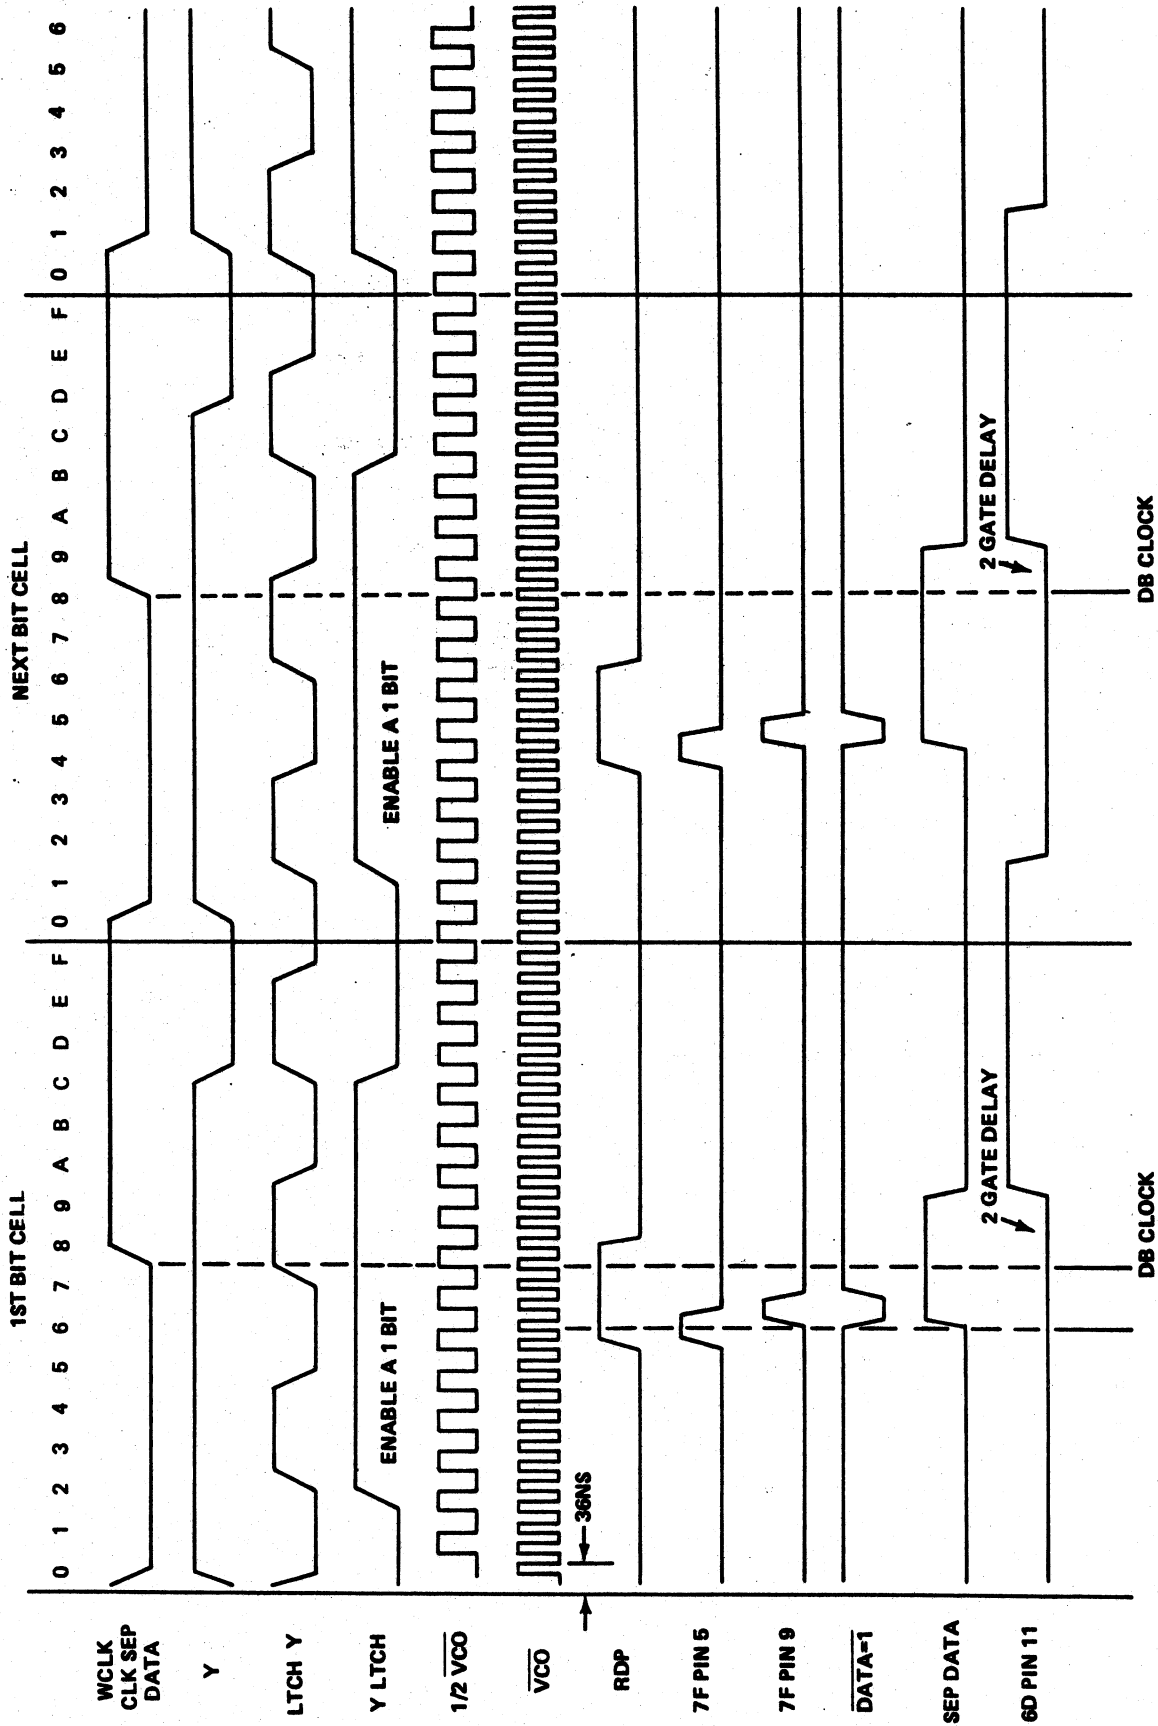 1ST BIT CELL
NEXT BIT CELL
0 1 2 3 4 5 6 7 8 9 A B C D E F 0 1 2 3 4 5 6 7 8 9 A B C D E F 0 1 2 3 4 5 6
WCLK
CLK SEP
DATA
Y
LTCH Y
Y LTCH
ENABLE A 1 BIT
ENABLE A 1 BIT
1/2 VCO
VCO
36NS
RDP
7F PIN 5
7F PIN 9
DATA=1
SEP DATA
2 GATE DELAY
2 GATE DELAY
6D PIN 11
DB CLOCK
DB CLOCK